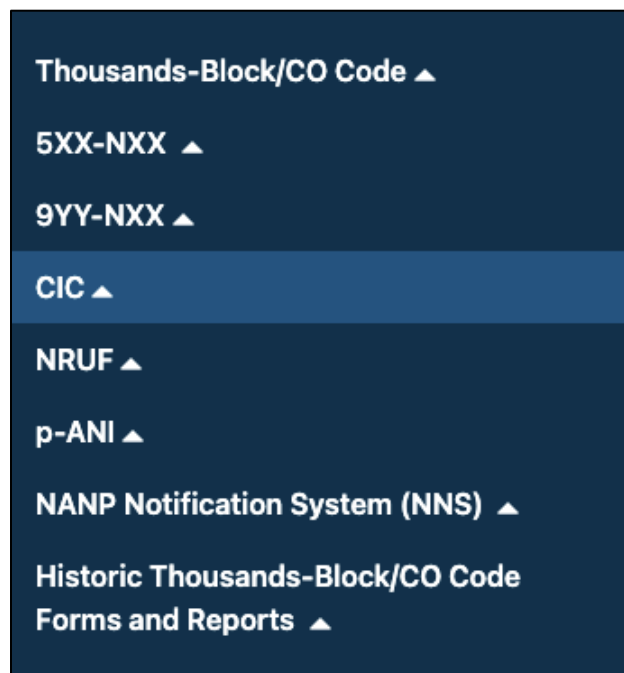 Thousands-Block/CO Code
5XX-NXX
9YY-NXX
CIC
NRUF
p-ANI
NANP Notification System (NNS)
Historic Thousands-Block/CO Code
Forms and Reports